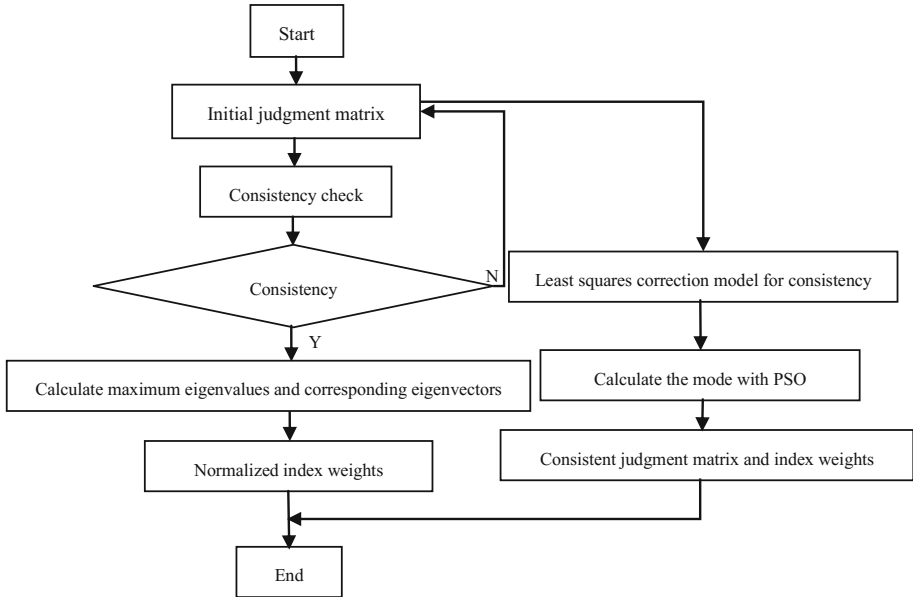 Start
Initial judgment matrix
Consistency check
Consistency
N
Y
Least squares correction model for consistency
Calculate maximum eigenvalues and corresponding eigenvectors
Calculate the mode with PSO
Normalized index weights
Consistent judgment matrix and index weights
End